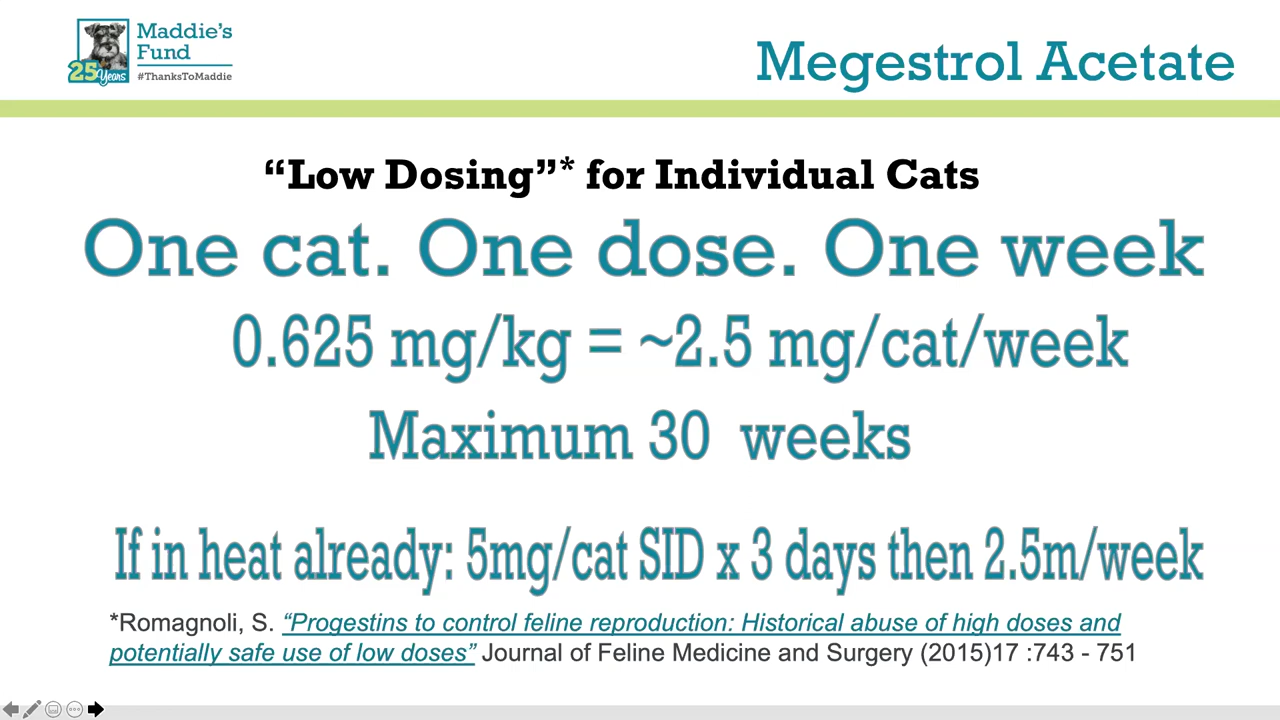 Maddie's
Fund
25 Years
#ThanksToMaddie
Megestrol Acetate
“Low Dosing”* for Individual Cats
One cat. One dose. One week
0.625 mg/kg = ~2.5 mg/cat/week
Maximum 30 weeks
If in heat already: 5mg/cat SID x 3 days then 2.5m/week
*Romagnoli, S. “Progestins to control feline reproduction: Historical abuse of high doses and
potentially safe use of low doses” Journal of Feline Medicine and Surgery (2015)17 :743 - 751